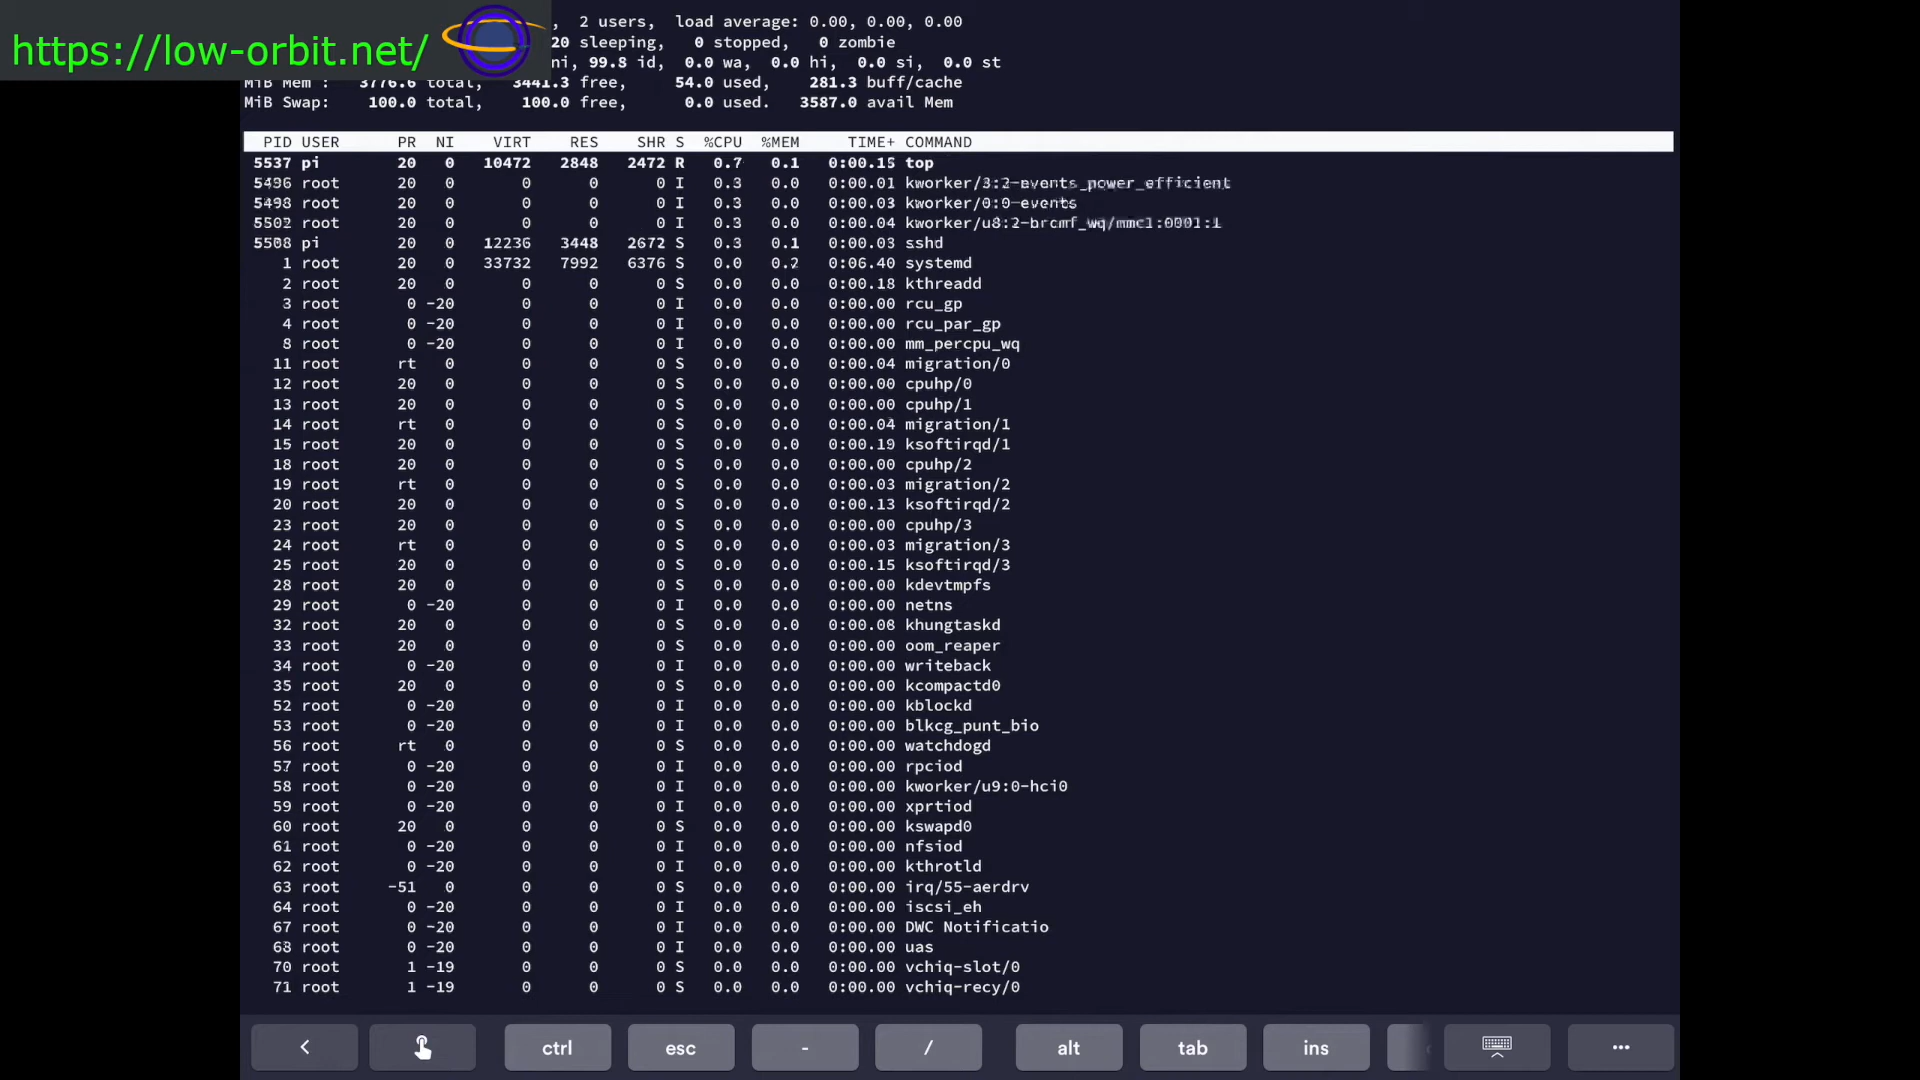 https://low-orbit.net/
, 2 users, load average: 0.00, 0.00, 0.00
20 sleeping, 0 stopped, 0 zombie
ni, 99.8 id, 0.0 wa, 0.0 hi, 0.0 si, 0.0 st
MiB Mem : 3776.6 total, 3441.3 free, 54.0 used, 281.3 buff/cache
MiB Swap: 100.0 total, 100.0 free, 0.0 used. 3587.0 avail Mem
PID USER PR NI VIRT RES SHR S %CPU %MEM TIME+ COMMAND
5537 pi 20 0 10472 2848 2472 R 0.7 0.1 0:00.15 top
5496 root 20 0 0 0 0 I 0.3 0.0 0:00.01 kworker/3:2-events_power_efficient
5498 root 20 0 0 0 0 I 0.3 0.0 0:00.03 kworker/0:0-events
5502 root 20 0 0 0 0 I 0.3 0.0 0:00.04 kworker/u8:2-brcmf_wq/mmc1:0001:1
5508 pi 20 0 12236 3448 2672 S 0.3 0.1 0:00.03 sshd
1 root 20 0 33732 7992 6376 S 0.0 0.2 0:06.40 systemd
2 root 20 0 0 0 0 S 0.0 0.0 0:00.18 kthreadd
3 root 0 -20 0 0 0 I 0.0 0.0 0:00.00 rcu_gp
4 root 0 -20 0 0 0 I 0.0 0.0 0:00.00 rcu_par_gp
8 root 0 -20 0 0 0 I 0.0 0.0 0:00.00 mm_percpu_wq
11 root rt 0 0 0 0 S 0.0 0.0 0:00.04 migration/0
12 root 20 0 0 0 0 S 0.0 0.0 0:00.00 cpuhp/0
13 root 20 0 0 0 0 S 0.0 0.0 0:00.00 cpuhp/1
14 root rt 0 0 0 0 S 0.0 0.0 0:00.04 migration/1
15 root 20 0 0 0 0 S 0.0 0.0 0:00.19 ksoftirqd/1
18 root 20 0 0 0 0 S 0.0 0.0 0:00.00 cpuhp/2
19 root rt 0 0 0 0 S 0.0 0.0 0:00.03 migration/2
20 root 20 0 0 0 0 S 0.0 0.0 0:00.13 ksoftirqd/2
23 root 20 0 0 0 0 S 0.0 0.0 0:00.00 cpuhp/3
24 root rt 0 0 0 0 S 0.0 0.0 0:00.03 migration/3
25 root 20 0 0 0 0 S 0.0 0.0 0:00.15 ksoftirqd/3
28 root 20 0 0 0 0 S 0.0 0.0 0:00.00 kdevtmpfs
29 root 0 -20 0 0 0 I 0.0 0.0 0:00.00 netns
32 root 20 0 0 0 0 S 0.0 0.0 0:00.08 khungtaskd
33 root 20 0 0 0 0 S 0.0 0.0 0:00.00 oom_reaper
34 root 0 -20 0 0 0 I 0.0 0.0 0:00.00 writeback
35 root 20 0 0 0 0 S 0.0 0.0 0:00.00 kcompactd0
52 root 0 -20 0 0 0 I 0.0 0.0 0:00.00 kblockd
53 root 0 -20 0 0 0 I 0.0 0.0 0:00.00 blkcg_punt_bio
56 root rt 0 0 0 0 S 0.0 0.0 0:00.00 watchdogd
57 root 0 -20 0 0 0 I 0.0 0.0 0:00.00 rpciod
58 root 0 -20 0 0 0 I 0.0 0.0 0:00.00 kworker/u9:0-hci0
59 root 0 -20 0 0 0 I 0.0 0.0 0:00.00 xprtiod
60 root 20 0 0 0 0 S 0.0 0.0 0:00.00 kswapd0
61 root 0 -20 0 0 0 I 0.0 0.0 0:00.00 nfsiod
62 root 0 -20 0 0 0 I 0.0 0.0 0:00.00 kthrotld
63 root -51 0 0 0 0 S 0.0 0.0 0:00.00 irq/55-aerdrv
64 root 0 -20 0 0 0 I 0.0 0.0 0:00.00 iscsi_eh
67 root 0 -20 0 0 0 I 0.0 0.0 0:00.00 DWC Notificatio
68 root 0 -20 0 0 0 I 0.0 0.0 0:00.00 uas
70 root 1 -19 0 0 0 S 0.0 0.0 0:00.00 vchiq-slot/0
71 root 1 -19 0 0 0 S 0.0 0.0 0:00.00 vchiq-recy/0
ctrl esc - / alt tab ins